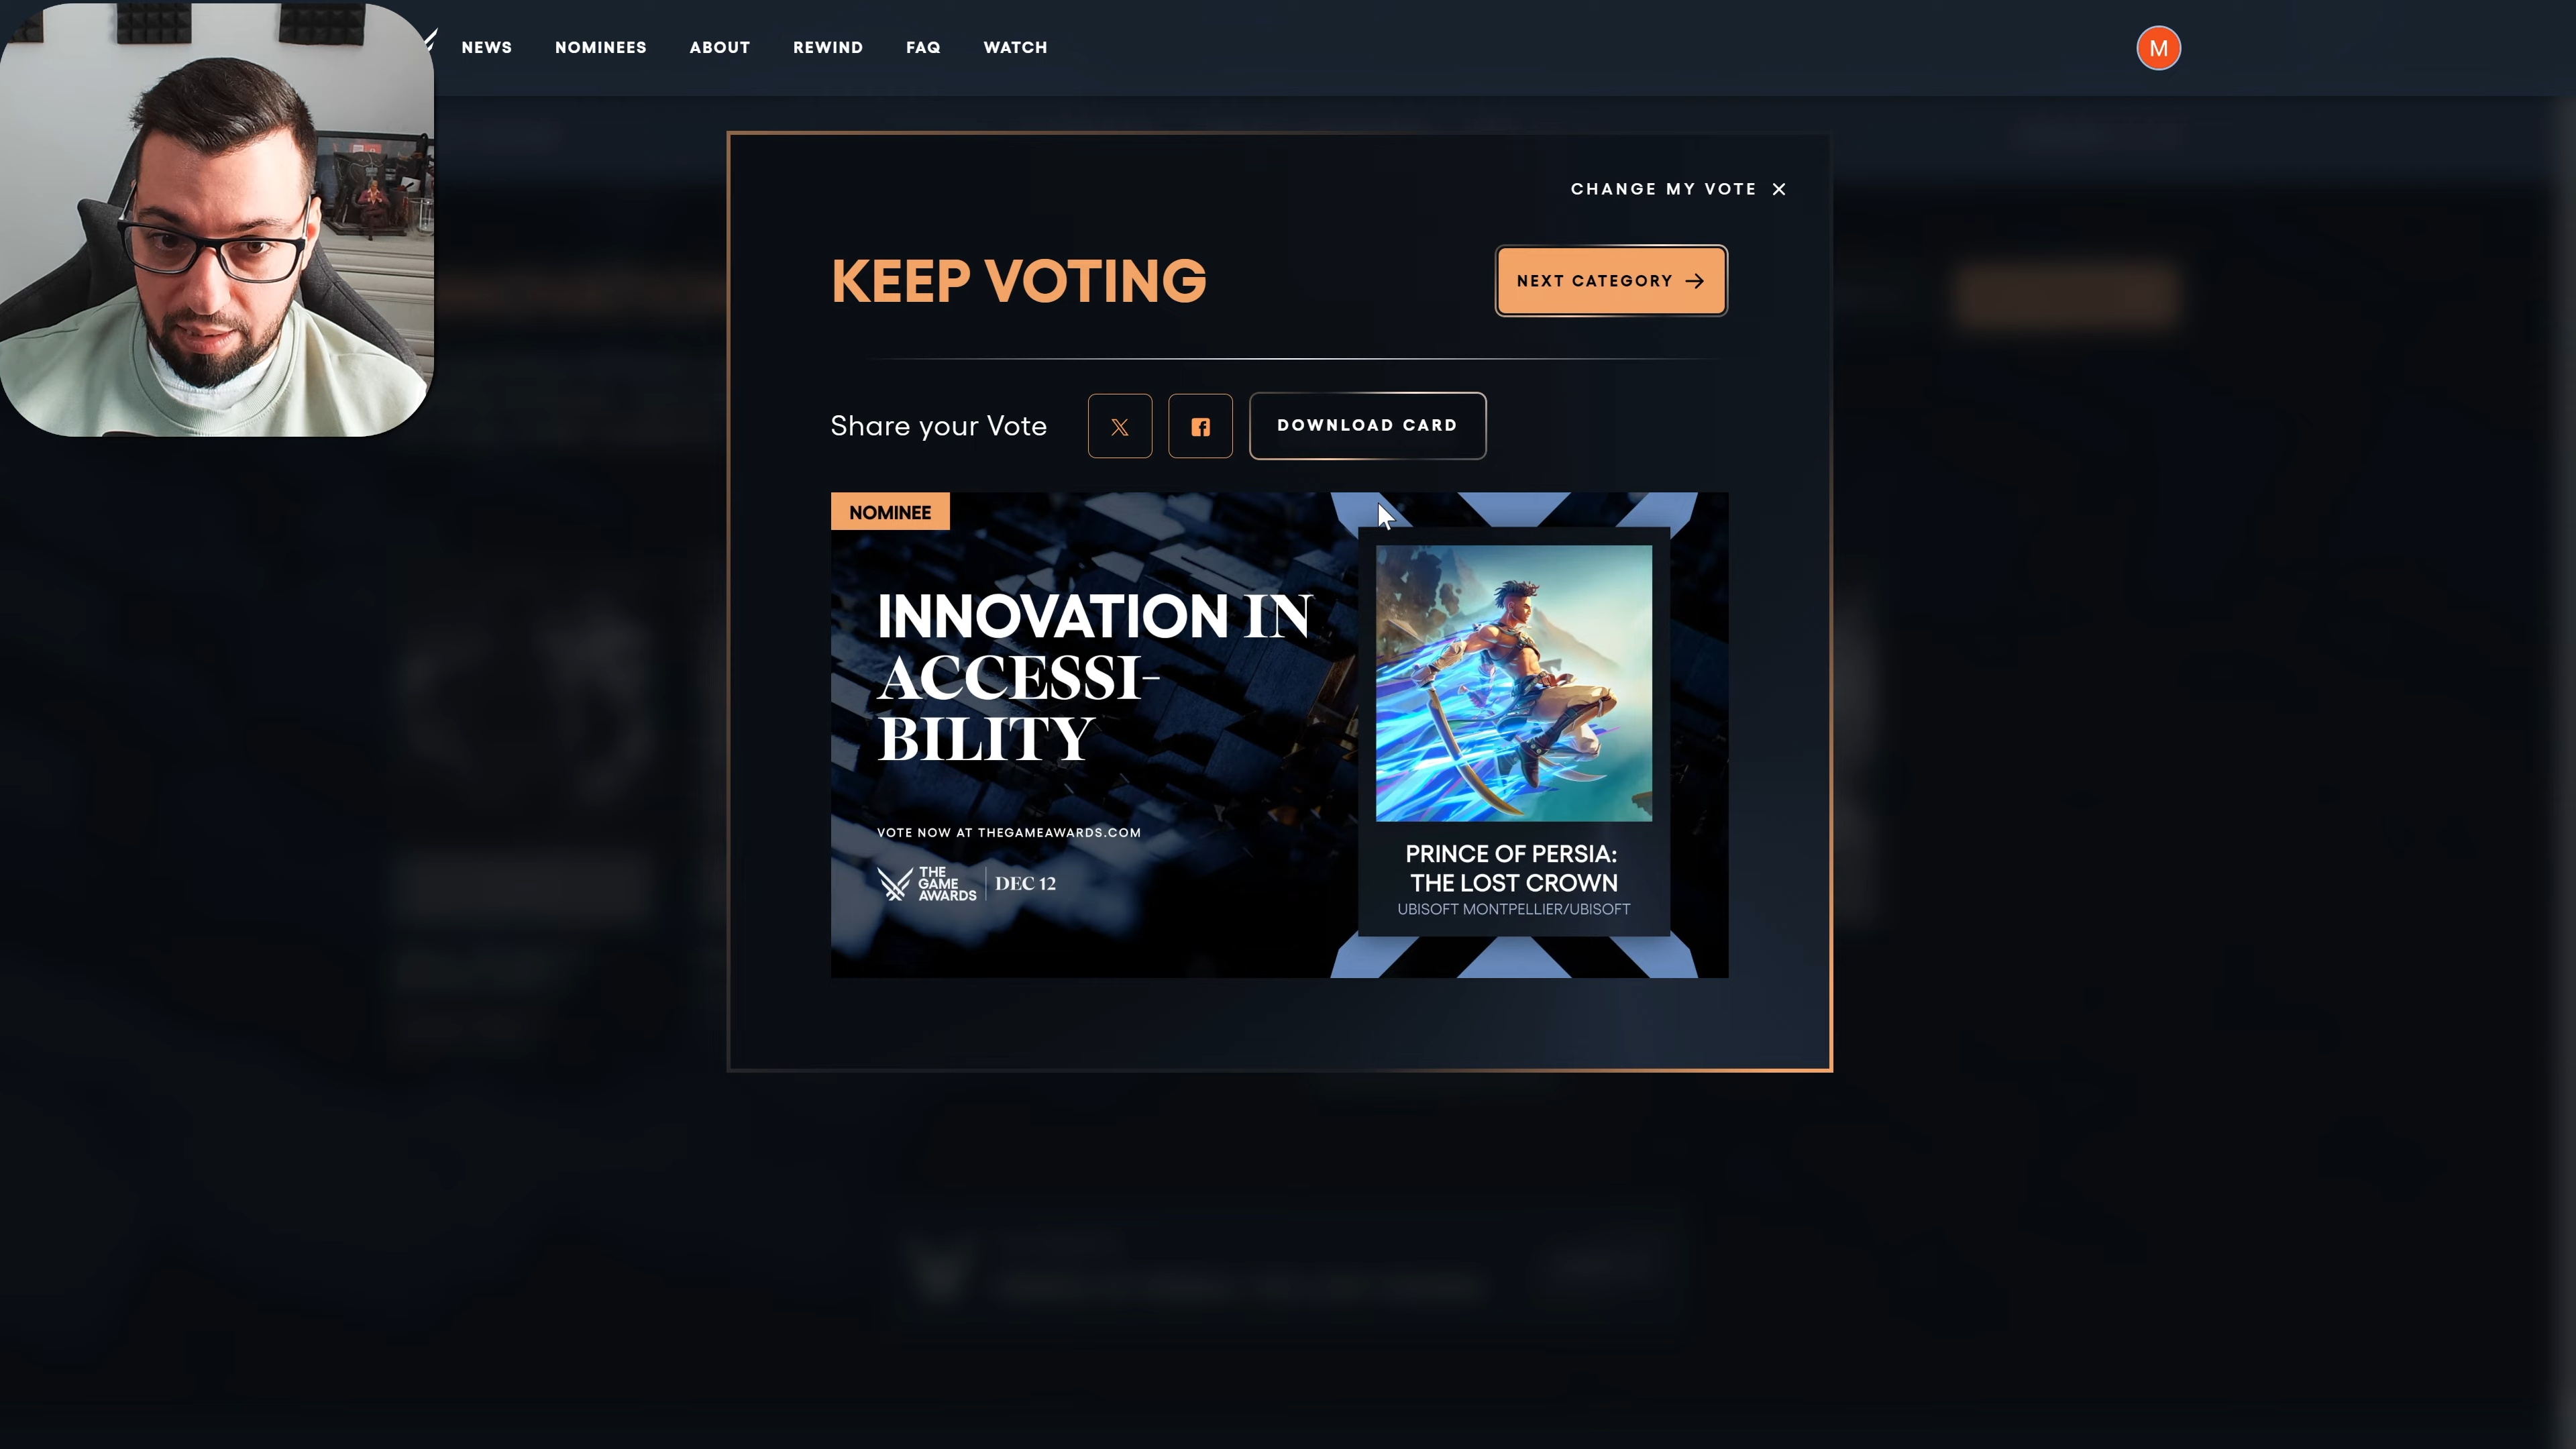 NEWS NOMINEES ABOUT REWIND FAQ WATCH
M
CHANGE MY VOTE
KEEP VOTING
NEXT CATEGORY
Share your Vote
DOWNLOAD CARD
NOMINEE
INNOVATION IN
ACCESSI-
BILITY
VOTE NOW AT THEGAMEAWARDS.COM
THE
GAME
AWARDS
DEC 12
PRINCE OF PERSIA:
THE LOST CROWN
UBISOFT MONTPELLIER/UBISOFT